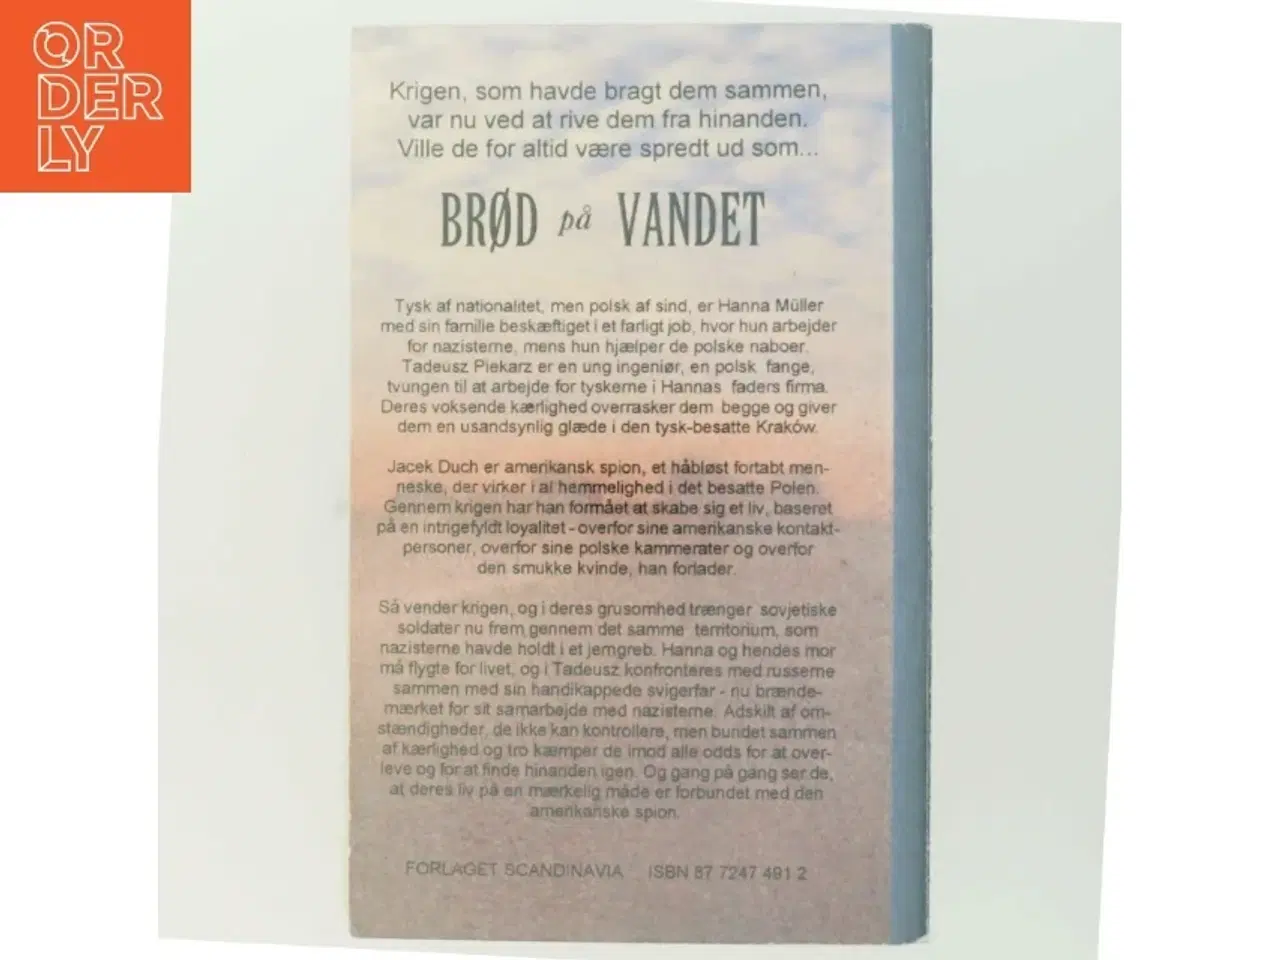 ORDERLY
Krigen, som havde bragt dem sammen,
var nu ved at rive dem fra hinanden.
Ville de for altid være spredt ud som...
BRØD på VANDET
Tysk af nationalitet, men polsk af sind, er Hanna Müller
med sin familie beskæftiget i et farligt job, hvor hun arbejder
for nazisterne, mens hun hjælper de polske naboer.
Tadeusz Piekarz er en ung ingeniør, en polsk fange,
tvungen til at arbejde for tyskerne i Hannas faders firma.
Deres voksende kærlighed overrasker dem begge og giver
dem en usandsynlig glæde i den tysk-besatte Kraków.
Jacek Duch er amerikansk spion, et håbløst fortabt men-
neske, der virker i al hemmelighed i det besatte Polen.
Gennem krigen har han formået at skabe sig et liv, baseret
på en intrigefyldt loyalitet - overfor sine amerikanske kontakt-
personer, overfor sine polske kammerater og overfor
den smukke kvinde, han forlader.
Så vender krigen, og i deres grusomhed trænger sovjetiske
soldater nu frem gennem det samme territorium, som
nazisterne havde holdt i et jerngreb. Hanna og hendes mor
må flygte for livet, og i Tadeusz konfronteres med russerne
sammen med sin handikappede svigerfar - nu brænde-
mærket for sit samarbejde med nazisterne. Adskilt af om-
stændigheder, de ikke kan kontrollere, men bundet sammen
af kærlighed og tro kæmper de imod alle odds for at over-
leve og for at finde hinanden igen. Og gang på gang ser de,
at deres liv på en mærkelig måde er forbundet med den
amerikanske spion.
FORLAGET SCANDINAVIA ISBN 87 7247 491 2